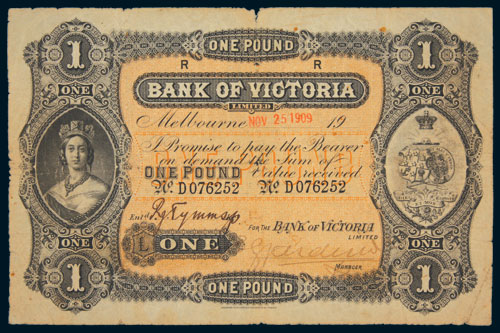 1 ONE POUND 1
ONE R R ONE
BANK OF VICTORIA
LIMITED
Melbourne NOV 25 1909 19
I Promise to pay the Bearer
on demand the Sum of
ONE POUND Value received
No. D076252 No. D076252
Entd.
FOR THE BANK OF VICTORIA
LIMITED
£ ONE
MANAGER
ONE ONE
1 ONE POUND 1